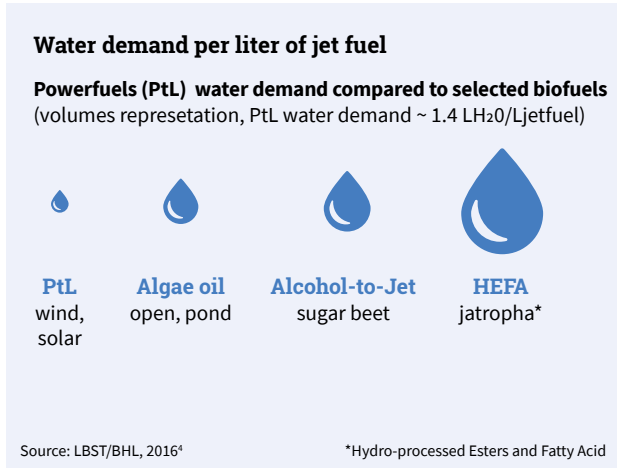 Water demand per liter of jet fuel
Powerfuels (PtL) water demand compared to selected biofuels
(volumes represetation, PtL water demand ~ 1.4 LH₂0/Ljetfuel)
PtL
wind,
solar
Algae oil
open, pond
Alcohol-to-Jet
sugar beet
HEFA
jatropha*
Source: LBST/BHL, 2016⁴
*Hydro-processed Esters and Fatty Acid